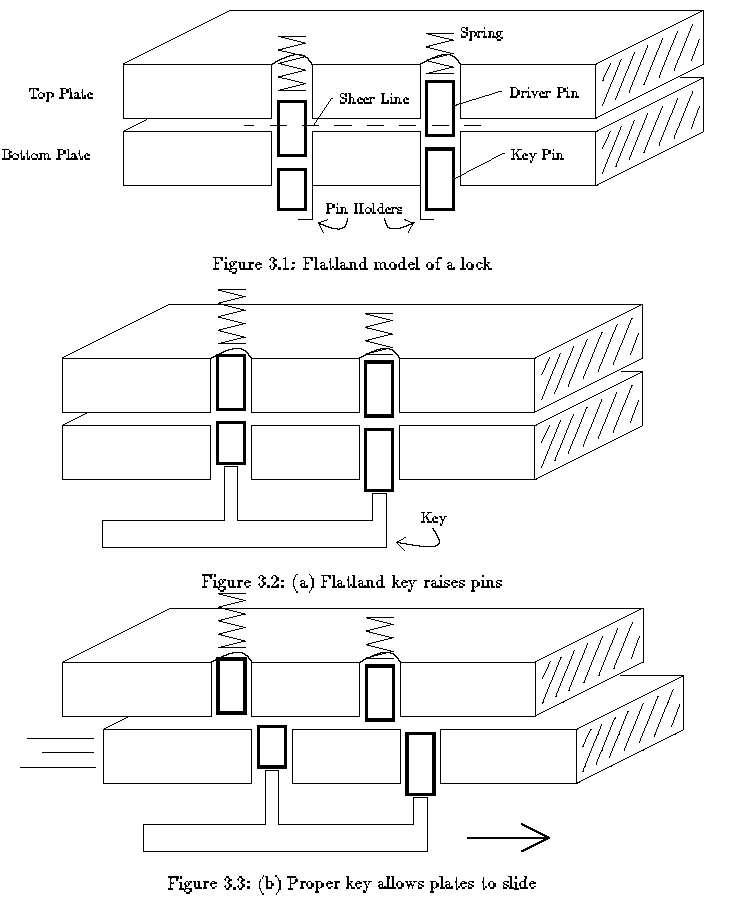 Spring
Top Plate
Sheer Line
Driver Pin
Bottom Plate
Key Pin
Pin Holders
Figure 3.1: Flatland model of a lock
Key
Figure 3.2: (a) Flatland key raises pins
Figure 3.3: (b) Proper key allows plates to slide